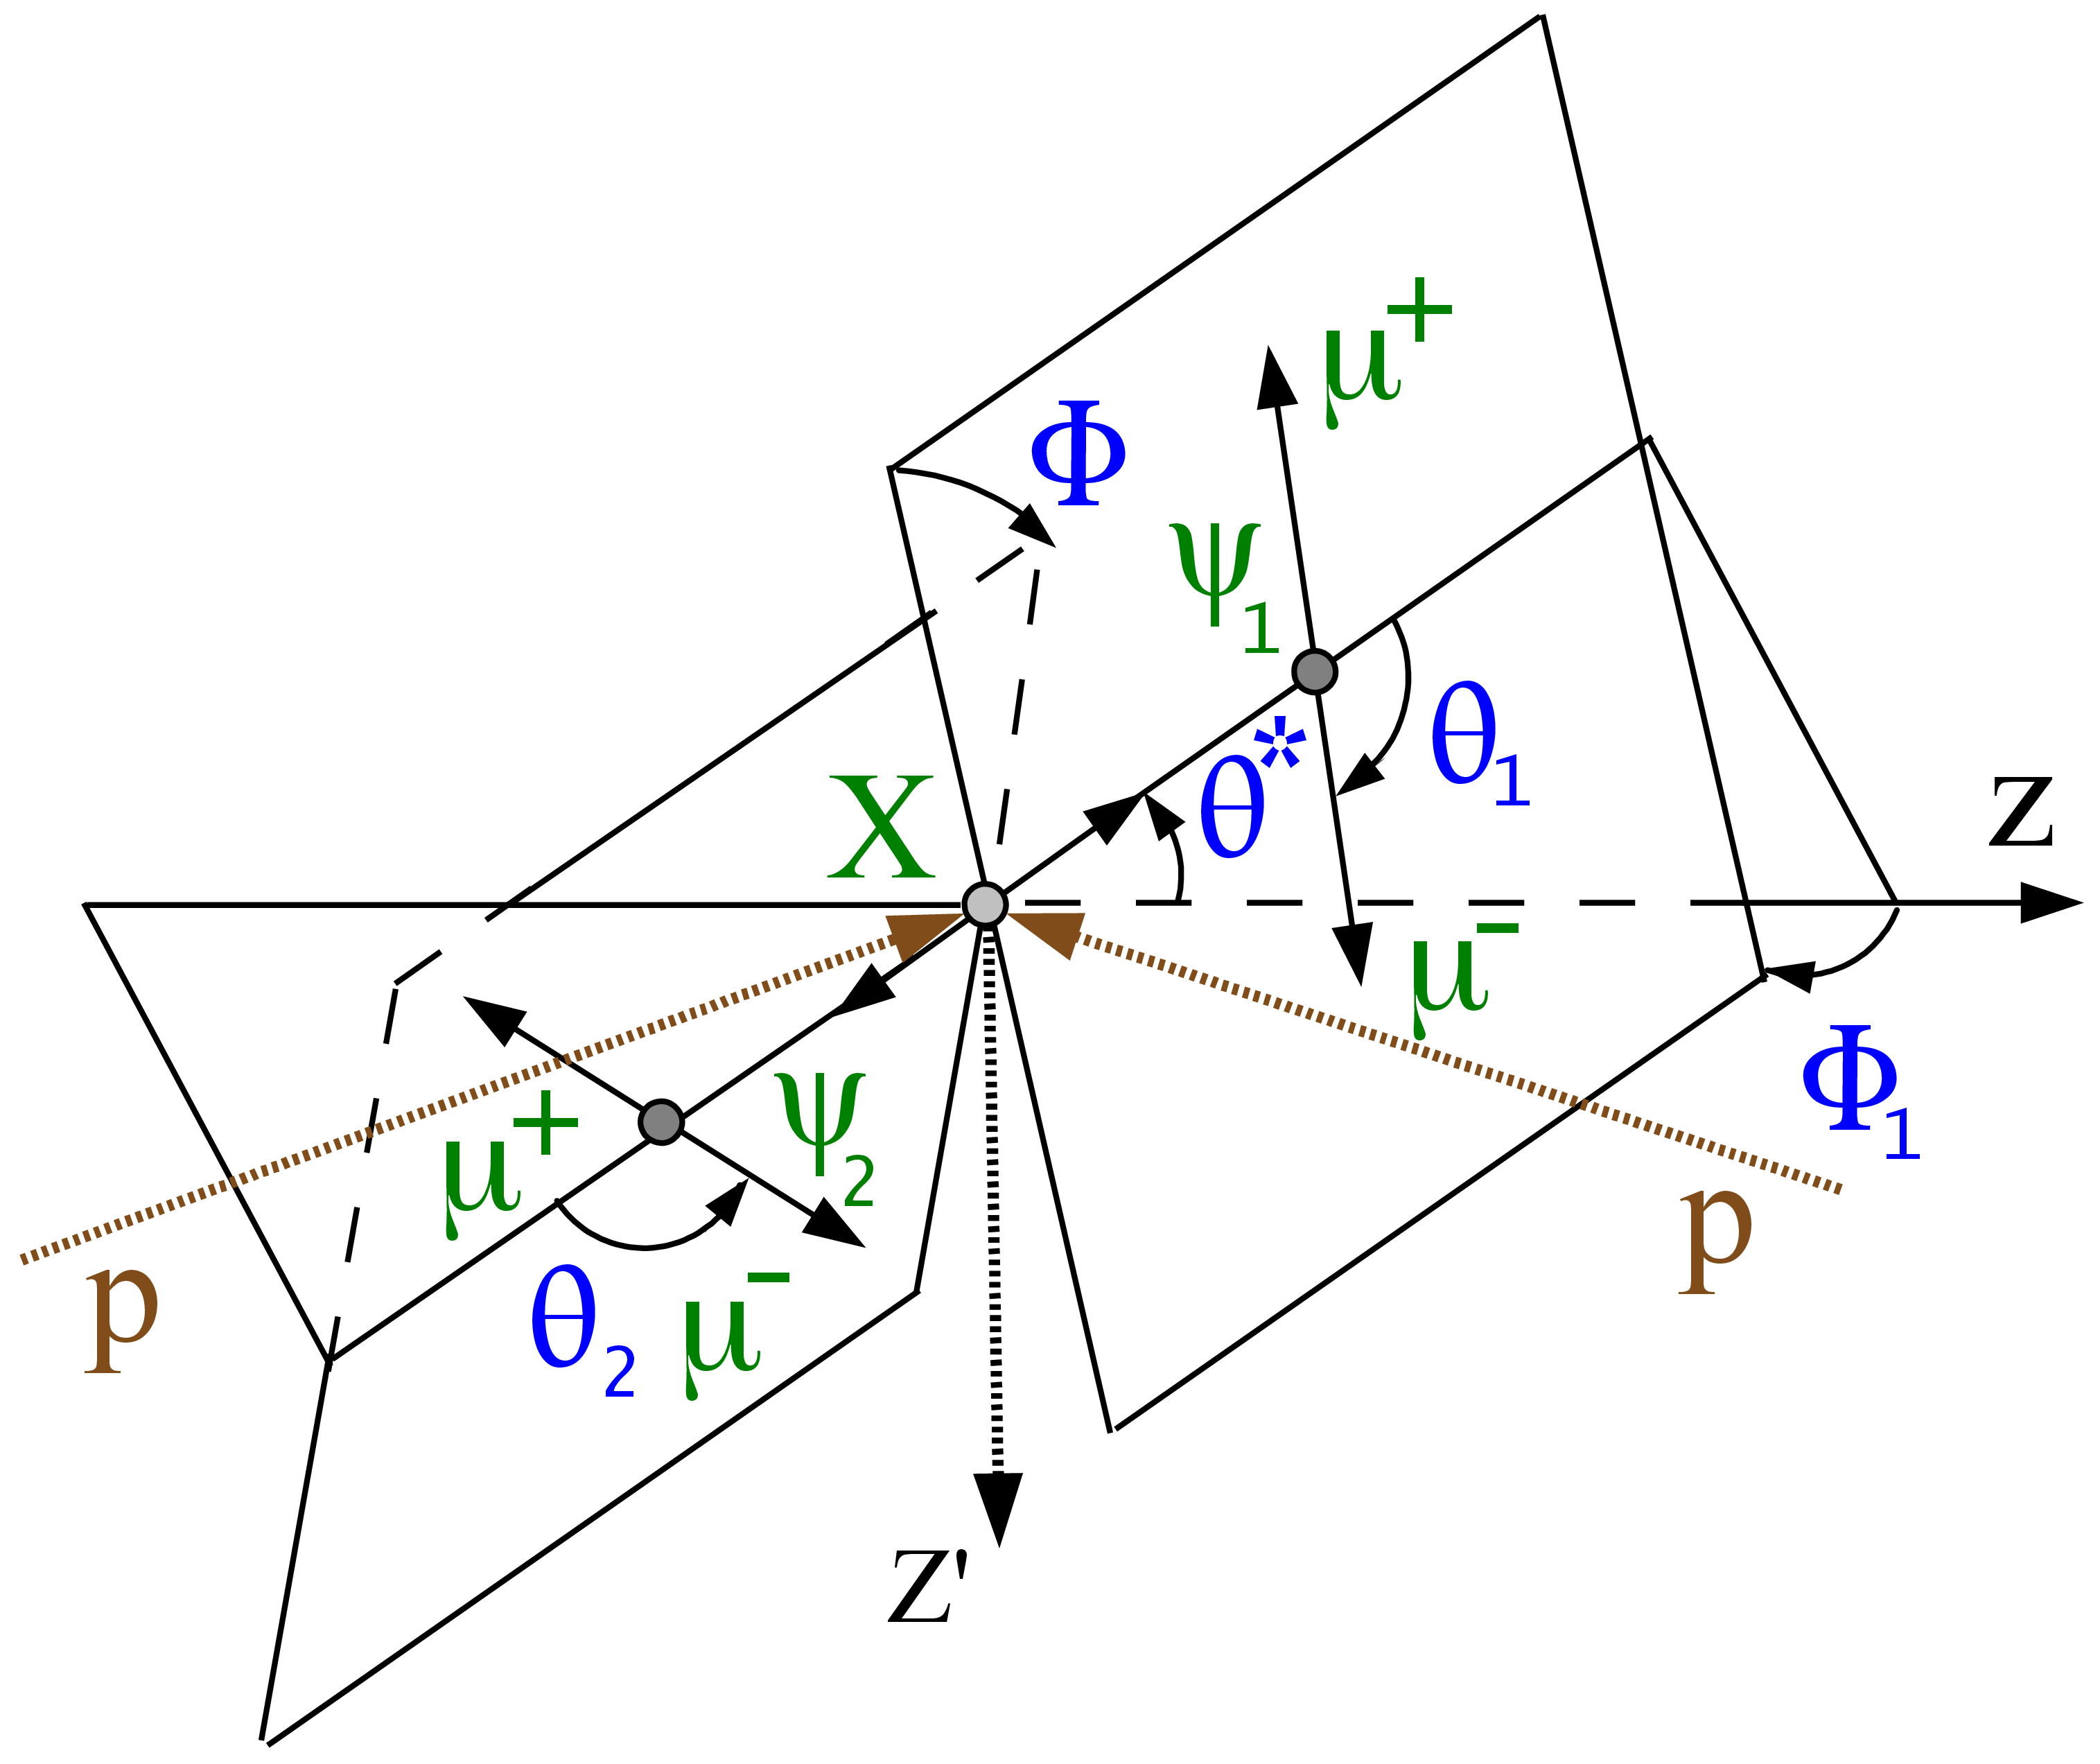 μ⁺
Φ
ψ₁
θ₁
θ*
X
z
μ⁻
Φ₁
ψ₂
μ⁺
p
p
θ₂
μ⁻
z'